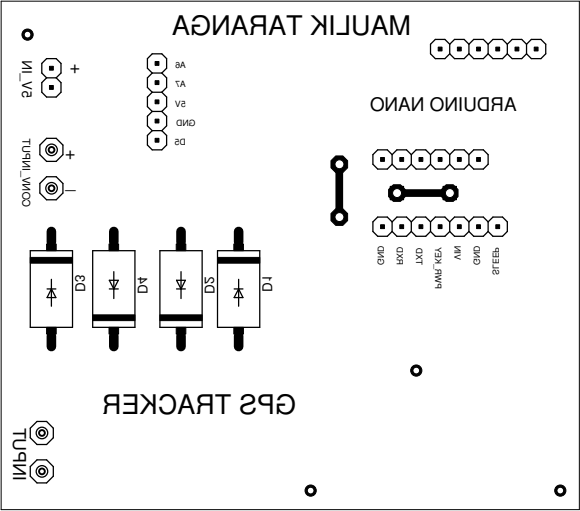 MAULIK TARANGA
5V_IN
+
A6
A7
5V
GND
D5
ARDUINO NANO
CONV_INPUT
+
−
GND
RXD
TXD
PWR_KEY
VIN
GND
SLEEP
D3
D4
D2
D1
GPS TRACKER
INPUT